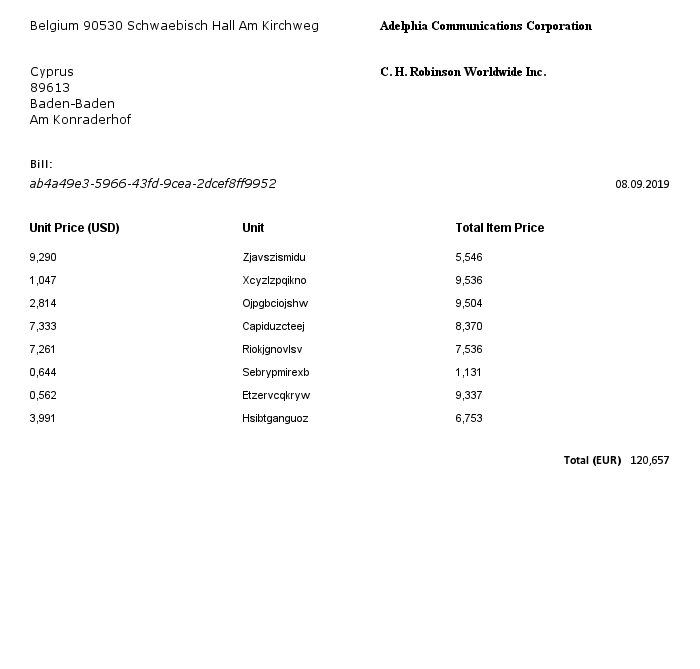 Belgium 90530 Schwaebisch Hall Am Kirchweg
Adelphia Communications Corporation
Cyprus
89613
Baden-Baden
Am Konraderhof
C. H. Robinson Worldwide Inc.
Bill:
ab4a49e3-5966-43fd-9cea-2dcef8ff9952
08.09.2019
Unit Price (USD) Unit Total Item Price
9,290 Zjavszismidu 5,546
1,047 Xcyzlzpqikno 9,536
2,814 Ojpgbciojshw 9,504
7,333 Capiduzcteej 8,370
7,261 Riokjgnovlsv 7,536
0,644 Sebrypmirexb 1,131
0,562 Etzervcqkryw 9,337
3,991 Hsibtganguoz 6,753
Total (EUR) 120,657